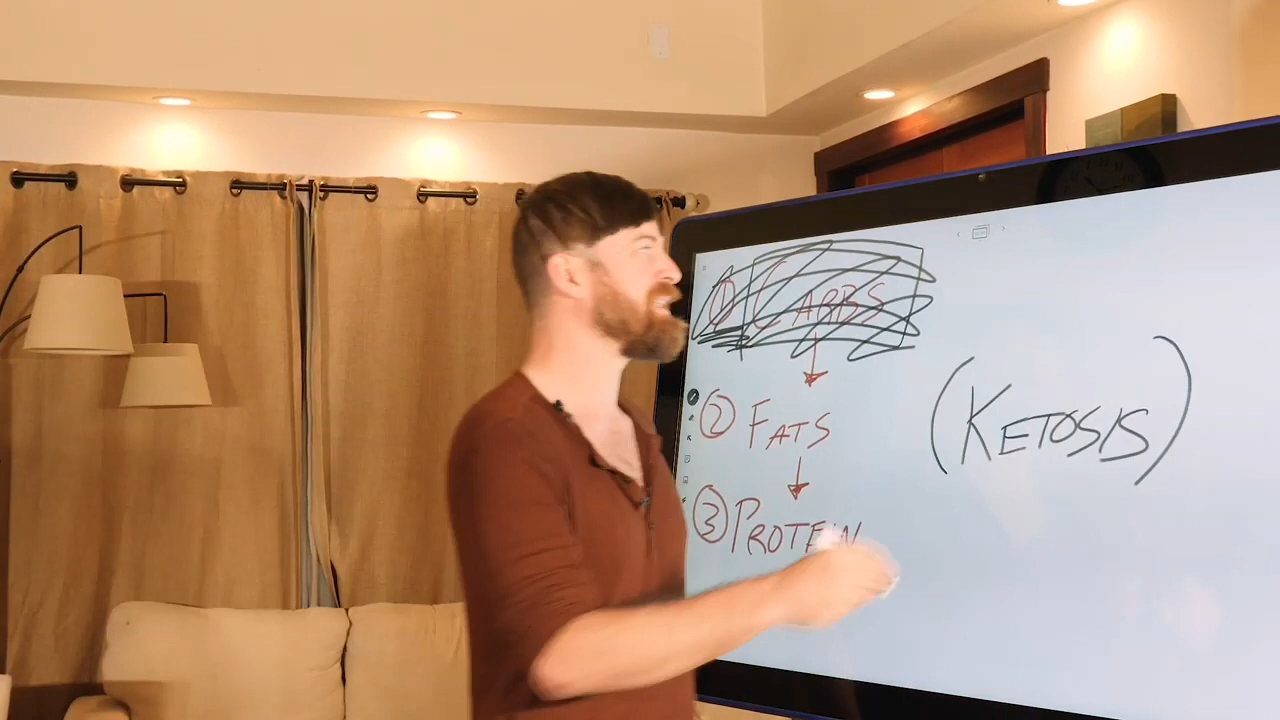 ① CARBS
② FATS
③ PROTEIN
(KETOSIS)